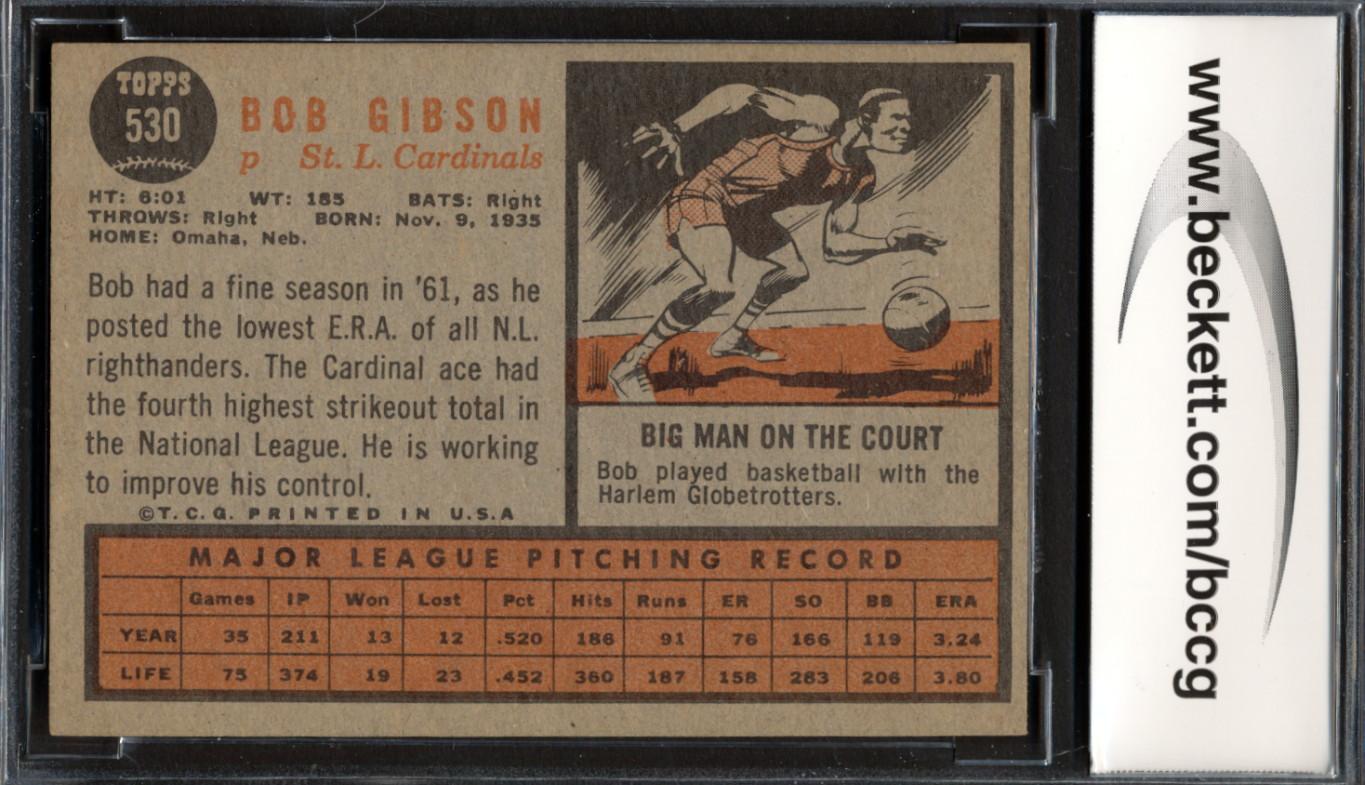 TOPPS
530
BOB GIBSON
p St. L. Cardinals
HT: 6:01 WT: 185 BATS: Right
THROWS: Right BORN: Nov. 9, 1935
HOME: Omaha, Neb.
Bob had a fine season in '61, as he
posted the lowest E.R.A. of all N.L.
righthanders. The Cardinal ace had
the fourth highest strikeout total in
the National League. He is working
to improve his control.
©T.C.G. PRINTED IN U.S.A
BIG MAN ON THE COURT
Bob played basketball with the
Harlem Globetrotters.
MAJOR LEAGUE PITCHING RECORD
Games IP Won Lost Pct Hits Runs ER SO BB ERA
YEAR 35 211 13 12 .520 186 91 76 166 119 3.24
LIFE 75 374 19 23 .452 360 187 158 283 206 3.80
www.beckett.com/bccg